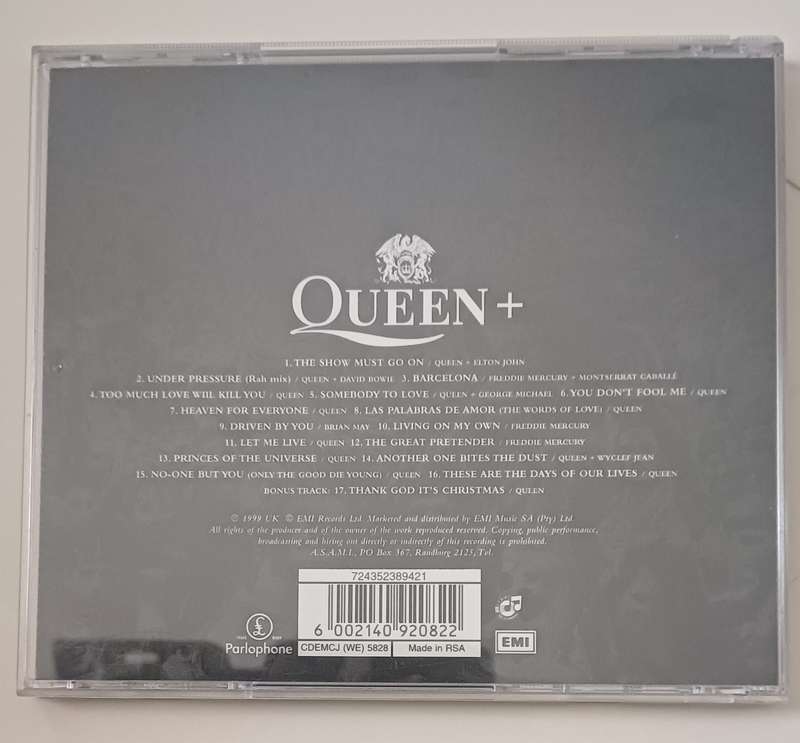 QUEEN +
1. THE SHOW MUST GO ON / QUEEN + ELTON JOHN
2. UNDER PRESSURE (Rah mix) / QUEEN + DAVID BOWIE 3. BARCELONA / FREDDIE MERCURY + MONTSERRAT CABALLÉ
4. TOO MUCH LOVE WILL KILL YOU / QUEEN 5. SOMEBODY TO LOVE / QUEEN + GEORGE MICHAEL 6. YOU DON'T FOOL ME / QUEEN
7. HEAVEN FOR EVERYONE / QUEEN 8. LAS PALABRAS DE AMOR (THE WORDS OF LOVE) / QUEEN
9. DRIVEN BY YOU / BRIAN MAY 10. LIVING ON MY OWN / FREDDIE MERCURY
11. LET ME LIVE / QUEEN 12. THE GREAT PRETENDER / FREDDIE MERCURY
13. PRINCES OF THE UNIVERSE / QUEEN 14. ANOTHER ONE BITES THE DUST / QUEEN + WYCLEF JEAN
15. NO-ONE BUT YOU (ONLY THE GOOD DIE YOUNG) / QUEEN 16. THESE ARE THE DAYS OF OUR LIVES / QUEEN
BONUS TRACK: 17. THANK GOD IT'S CHRISTMAS / QUEEN
℗ 1999 UK © EMI Records Ltd. Marketed and distributed by EMI Music SA (Pty) Ltd.
All rights of the producer and of the owner of the work reproduced reserved. Copying, public performance,
broadcasting and hiring out directly or indirectly of this recording is prohibited.
A.S.A.M.I., PO Box 367, Randburg 2125, Tel.
724352389421
6 002140 920822
CDEMCJ (WE) 5828 Made in RSA
Parlophone
EMI